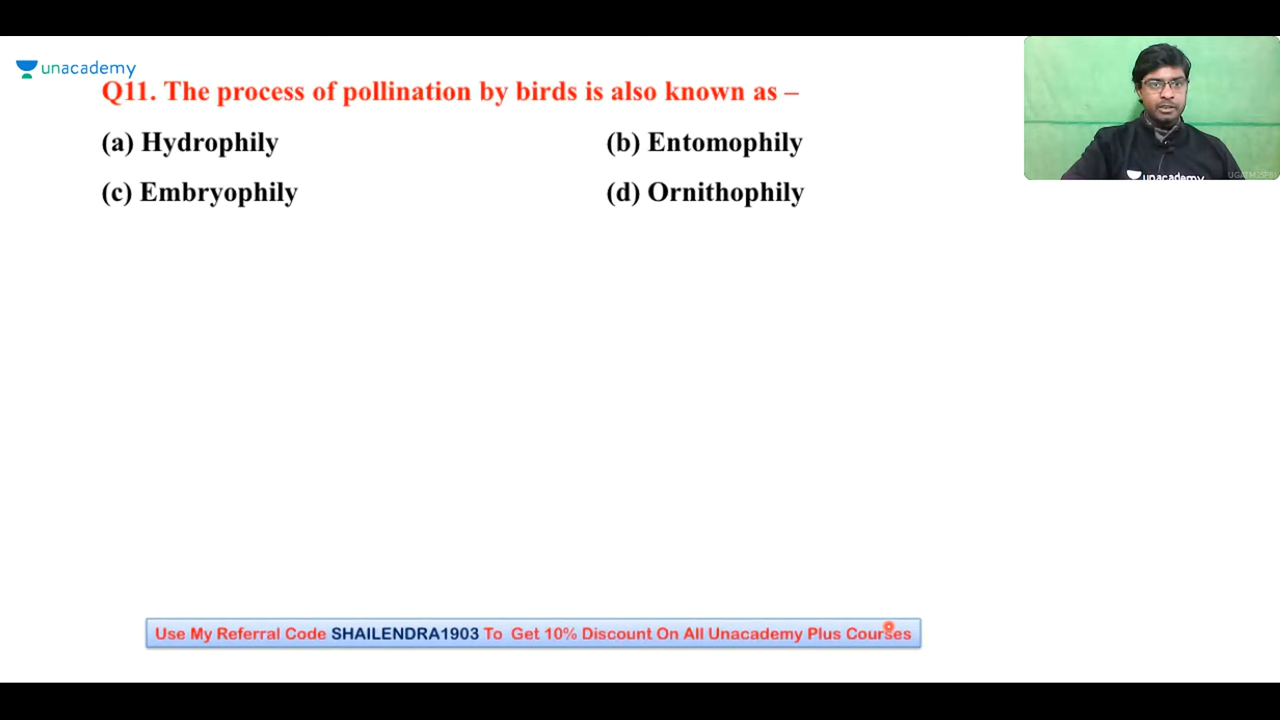 unacademy
Q11. The process of pollination by birds is also known as –
(a) Hydrophily
(b) Entomophily
(c) Embryophily
(d) Ornithophily
unacademy
Use My Referral Code SHAILENDRA1903 To Get 10% Discount On All Unacademy Plus Courses